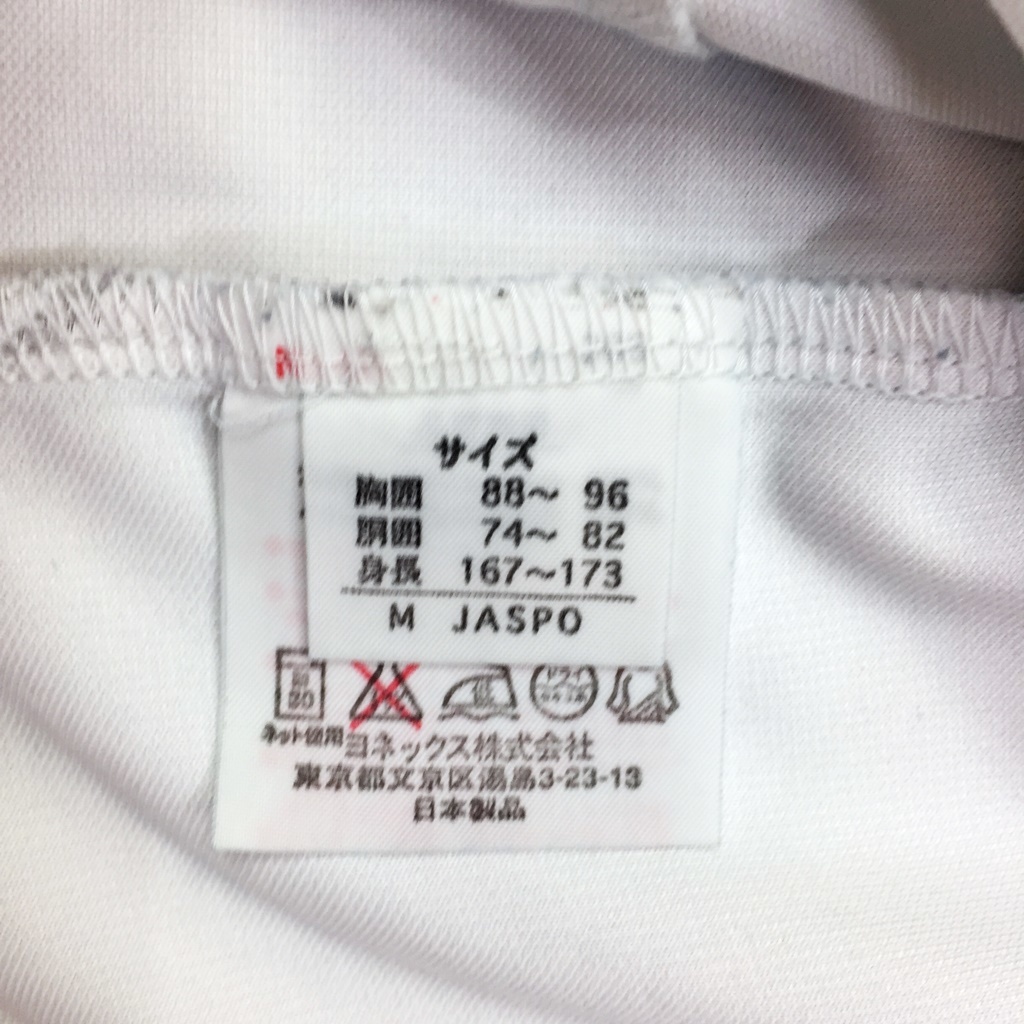 サイズ
胸囲 88～ 96
胴囲 74～ 82
身長 167～173
M JASPO
ネット使用
ヨネックス株式会社
東京都文京区湯島3-23-13
日本製品